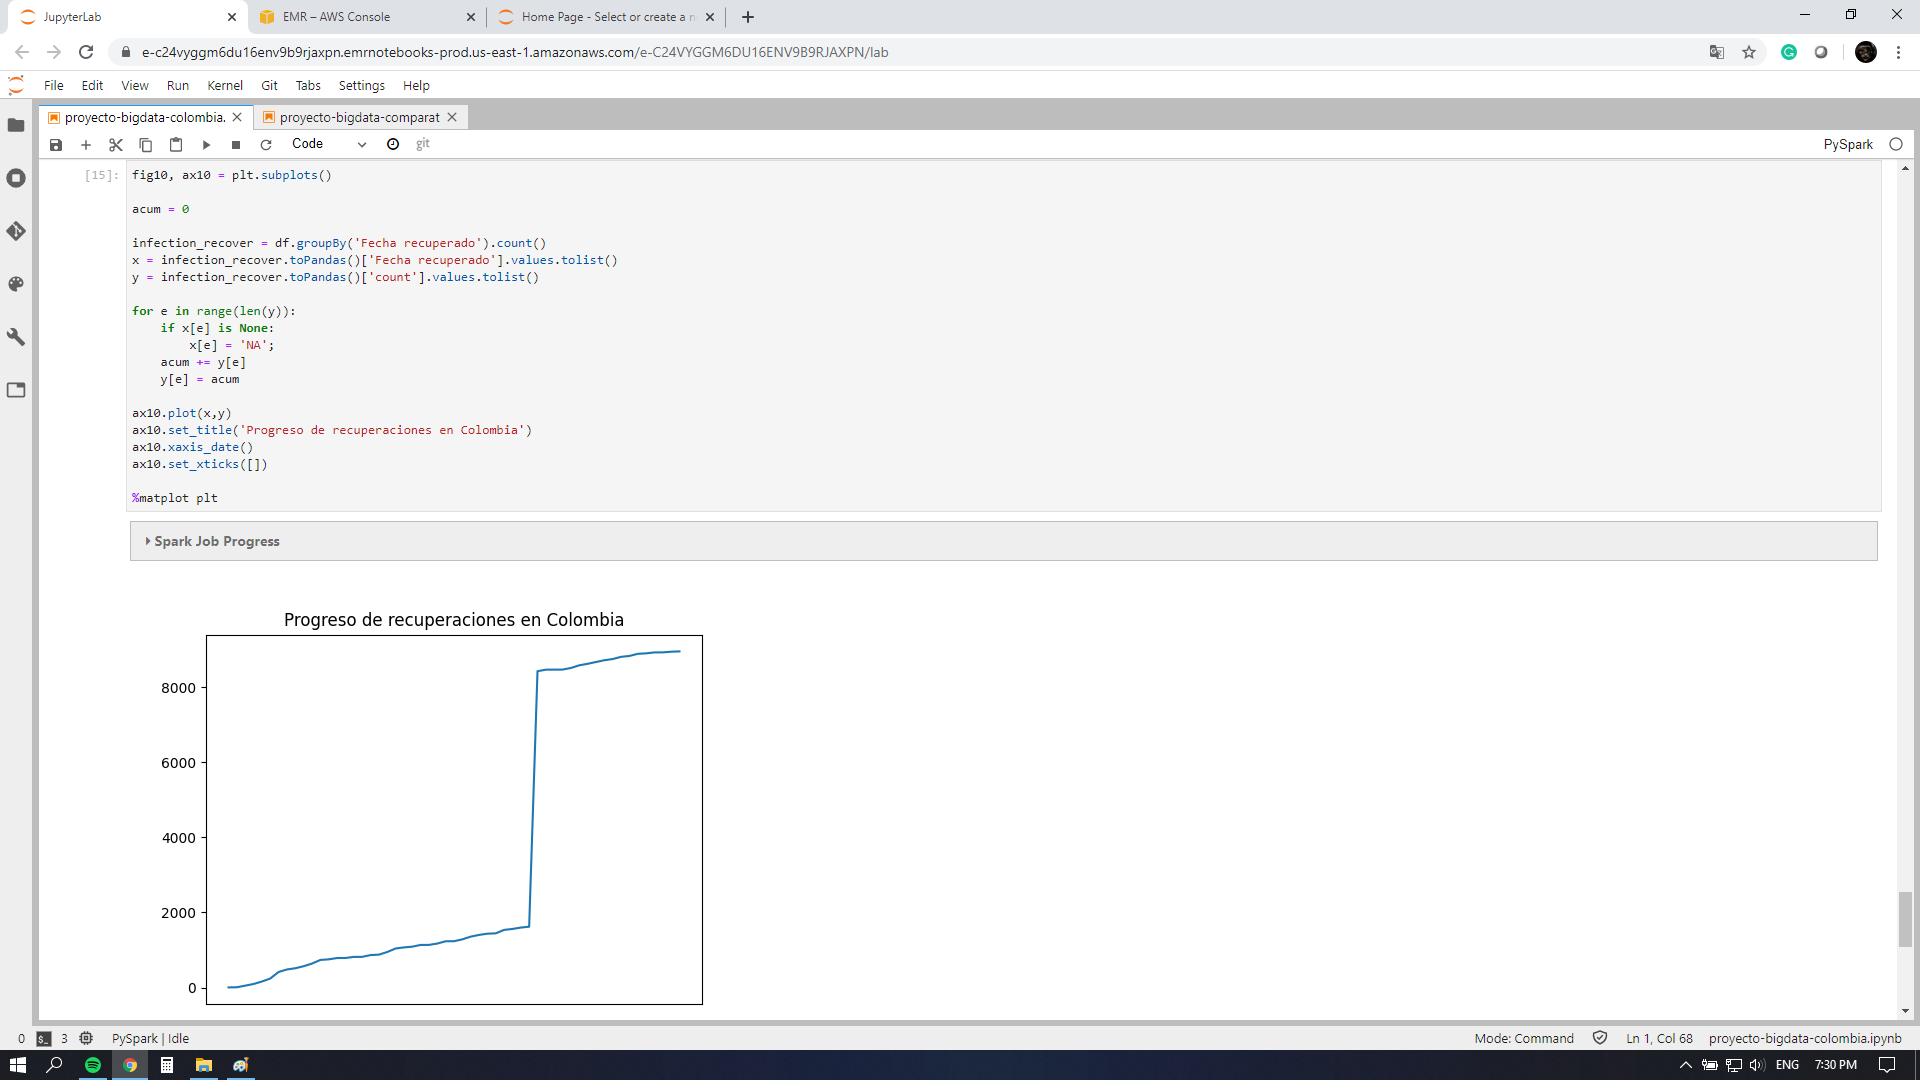 JupyterLab
EMR – AWS Console
Home Page - Select or create a n
e-c24vyggm6du16env9b9rjaxpn.emrnotebooks-prod.us-east-1.amazonaws.com/e-C24VYGGM6DU16ENV9B9RJAXPN/lab
File Edit View Run Kernel Git Tabs Settings Help
proyecto-bigdata-colombia.
proyecto-bigdata-comparat
Code
git
PySpark
[15]:
fig10, ax10 = plt.subplots()
acum = 0
infection_recover = df.groupBy('Fecha recuperado').count()
x = infection_recover.toPandas()['Fecha recuperado'].values.tolist()
y = infection_recover.toPandas()['count'].values.tolist()
for e in range(len(y)):
    if x[e] is None:
        x[e] = 'NA';
    acum += y[e]
    y[e] = acum
ax10.plot(x,y)
ax10.set_title('Progreso de recuperaciones en Colombia')
ax10.xaxis_date()
ax10.set_xticks([])
%matplot plt
Spark Job Progress
Progreso de recuperaciones en Colombia
8000
6000
4000
2000
0
0 $_ 3 PySpark | Idle
Mode: Command Ln 1, Col 68 proyecto-bigdata-colombia.ipynb
ENG 7:30 PM